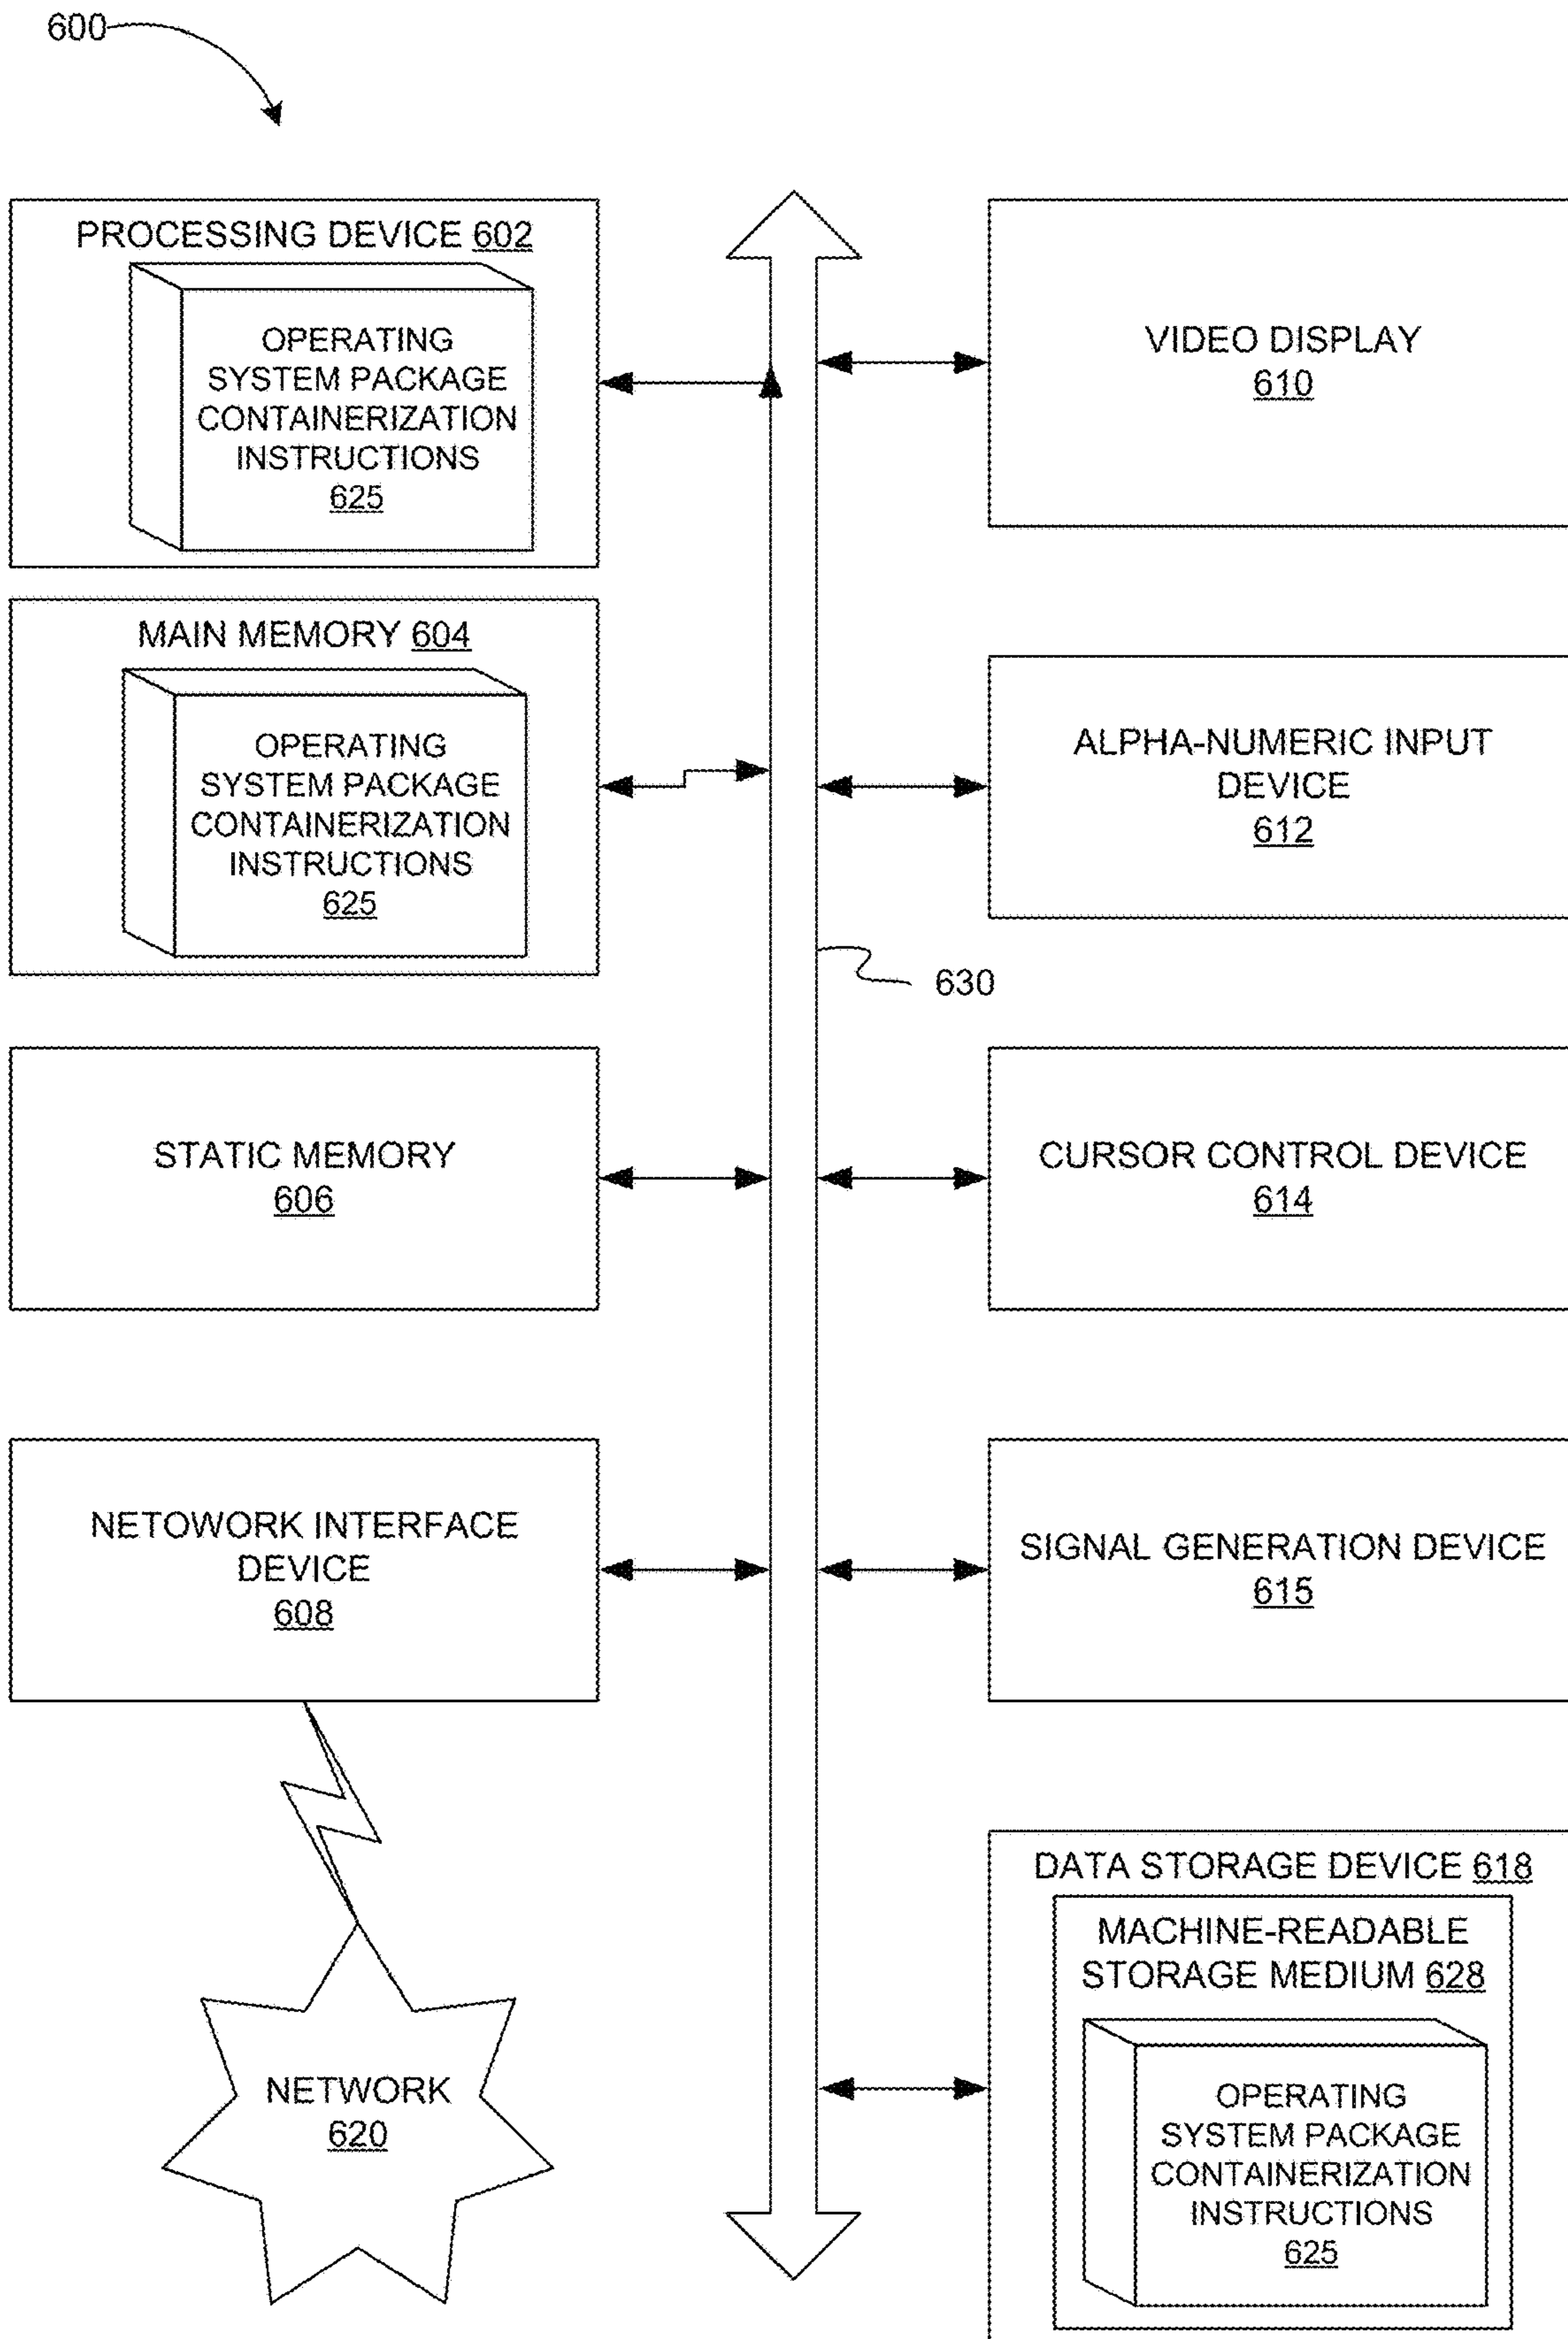 600
PROCESSING DEVICE 602
OPERATING
SYSTEM PACKAGE
CONTAINERIZATION
INSTRUCTIONS
625
MAIN MEMORY 604
OPERATING
SYSTEM PACKAGE
CONTAINERIZATION
INSTRUCTIONS
625
STATIC MEMORY
606
NETOWORK INTERFACE
DEVICE
608
NETWORK
620
630
VIDEO DISPLAY
610
ALPHA-NUMERIC INPUT
DEVICE
612
CURSOR CONTROL DEVICE
614
SIGNAL GENERATION DEVICE
615
DATA STORAGE DEVICE 618
MACHINE-READABLE
STORAGE MEDIUM 628
OPERATING
SYSTEM PACKAGE
CONTAINERIZATION
INSTRUCTIONS
625